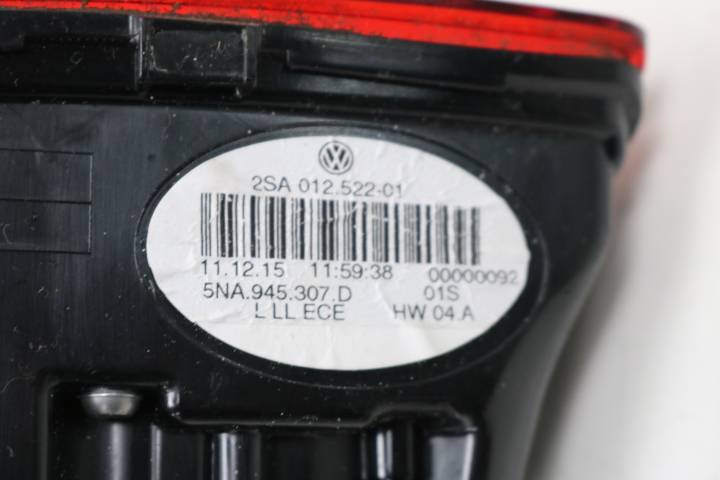 2SA 012.522-01
11.12.15 11:59:38 00000092
5NA.945.307.D 01S
L LL ECE HW 04.A